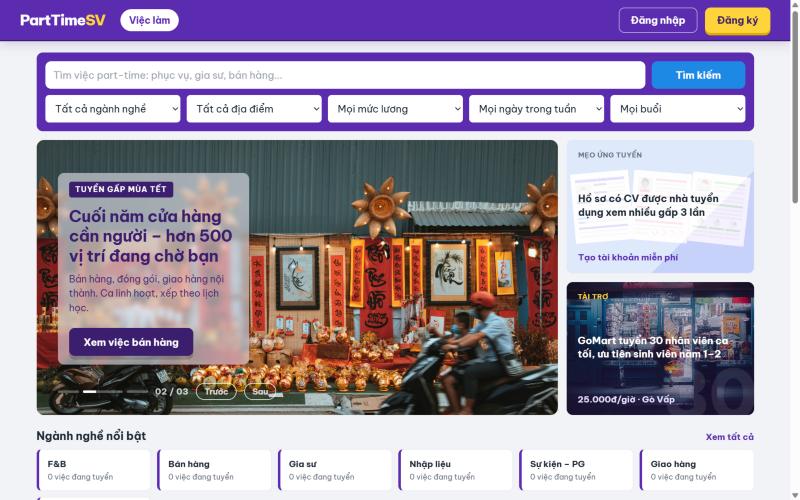 PartTimeSV
Việc làm
Đăng nhập
Đăng ký
Tìm việc part-time: phục vụ, gia sư, bán hàng...
Tìm kiếm
Tất cả ngành nghề
Tất cả địa điểm
Mọi mức lương
Mọi ngày trong tuần
Mọi buổi
TUYỂN GẤP MÙA TẾT
Cuối năm cửa hàng
cần người – hơn 500
vị trí đang chờ bạn
Bán hàng, đóng gói, giao hàng nội
thành. Ca linh hoạt, xếp theo lịch
học.
Xem việc bán hàng
02 / 03
Trước
Sau
MẸO ỨNG TUYỂN
Hồ sơ có CV được nhà tuyển
dụng xem nhiều gấp 3 lần
Tạo tài khoản miễn phí
TÀI TRỢ
GoMart tuyển 30 nhân viên ca
tối, ưu tiên sinh viên năm 1–2
25.000đ/giờ · Gò Vấp
30
Ngành nghề nổi bật
Xem tất cả
F&B
0 việc đang tuyển
Bán hàng
0 việc đang tuyển
Gia sư
0 việc đang tuyển
Nhập liệu
0 việc đang tuyển
Sự kiện – PG
0 việc đang tuyển
Giao hàng
0 việc đang tuyển